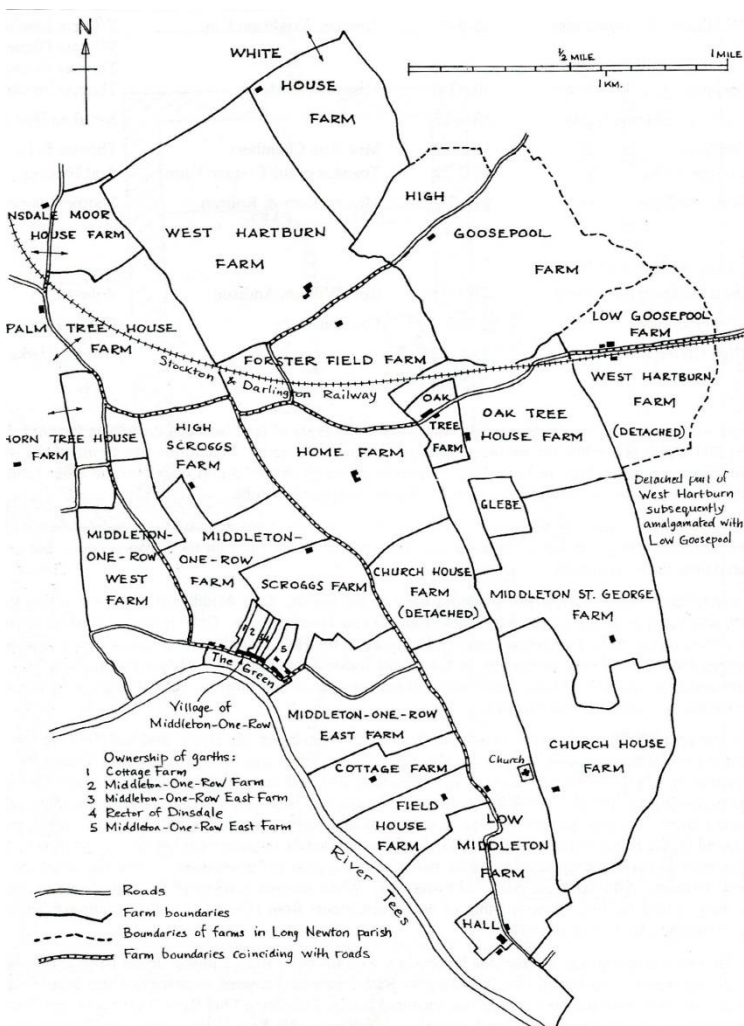 N
½ MILE
1 MILE
1 KM.
WHITE
HOUSE
FARM
HIGH
GOOSEPOOL
FARM
NSDALE MOOR
HOUSE FARM
WEST HARTBURN
FARM
PALM TREE HOUSE
FARM
LOW GOOSEPOOL
FARM
FORSTER FIELD FARM
Stockton & Darlington Railway
WEST HARTBURN
FARM
(DETACHED)
OAK
TREE
FARM
OAK TREE
HOUSE FARM
HORN TREE HOUSE
FARM
HIGH
SCROGGS
FARM
HOME FARM
Detached part of
West Hartburn
subsequently
amalgamated with
Low Goosepool
GLEBE
MIDDLETON-
ONE-ROW
WEST
FARM
MIDDLETON-
ONE-ROW
FARM
SCROGGS FARM
CHURCH HOUSE
FARM
(DETACHED)
MIDDLETON ST. GEORGE
FARM
1 2 3 4 5
The Green
Village of
Middleton-One-Row
MIDDLETON-ONE-ROW
EAST FARM
COTTAGE FARM
Church
CHURCH HOUSE
FARM
FIELD
HOUSE
FARM
LOW
MIDDLETON
FARM
River Tees
HALL
Ownership of garths:
1 Cottage Farm
2 Middleton-One-Row Farm
3 Middleton-One-Row East Farm
4 Rector of Dinsdale
5 Middleton-One-Row East Farm
Roads
Farm boundaries
Boundaries of farms in Long Newton parish
Farm boundaries coinciding with roads